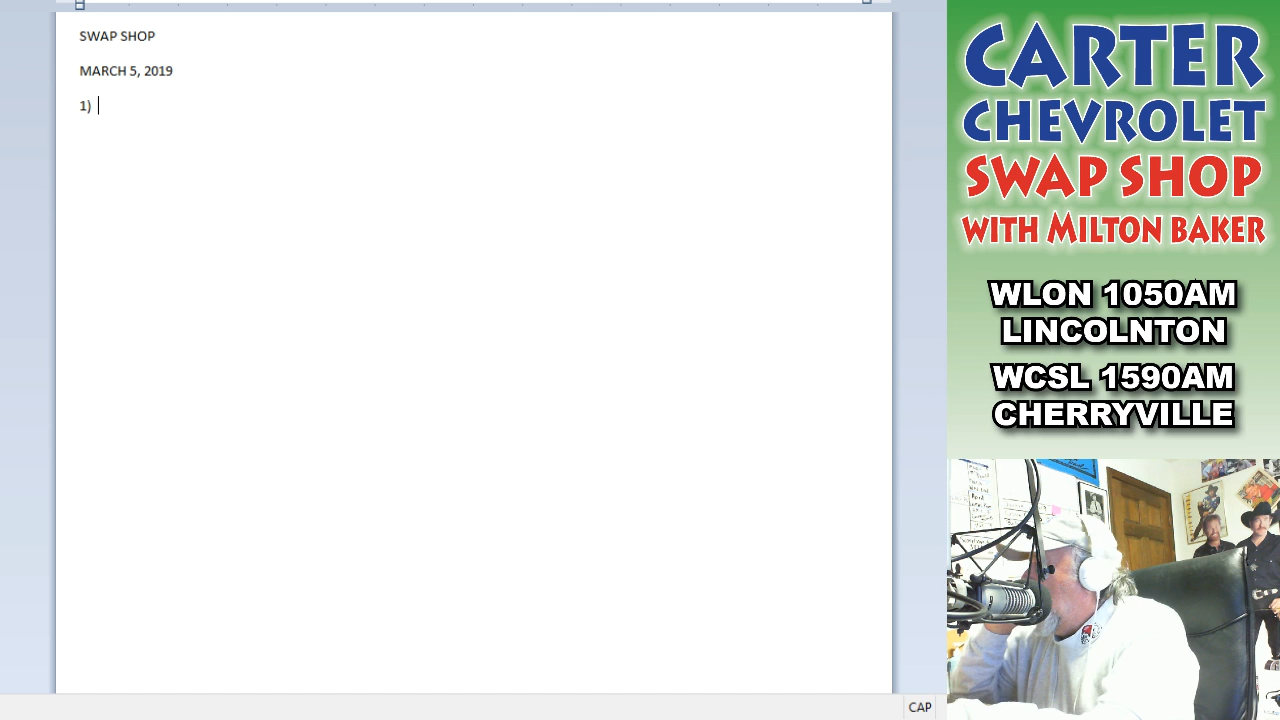 SWAP SHOP
MARCH 5, 2019
1)
CAP
CARTER
CHEVROLET
SWAP SHOP
WITH MILTON BAKER
WLON 1050AM
LINCOLNTON
WCSL 1590AM
CHERRYVILLE